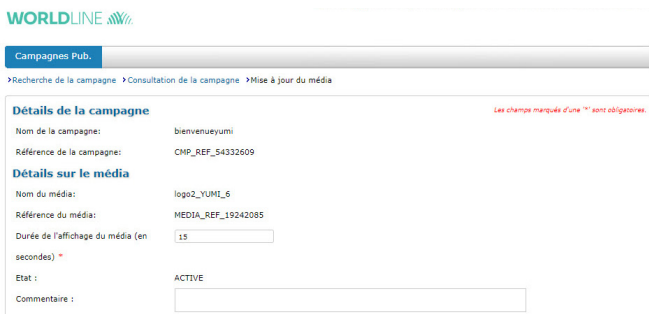 WORLDLINE
Campagnes Pub.
Recherche de la campagne Consultation de la campagne Mise à jour du média
Détails de la campagne
Les champs marqués d'une '*' sont obligatoires.
Nom de la campagne: bienvenueyumi
Référence de la campagne: CMP_REF_54332609
Détails sur le média
Nom du média: logo2_YUMI_6
Référence du média: MEDIA_REF_19242085
Durée de l'affichage du média (en 15
secondes) *
Etat : ACTIVE
Commentaire :